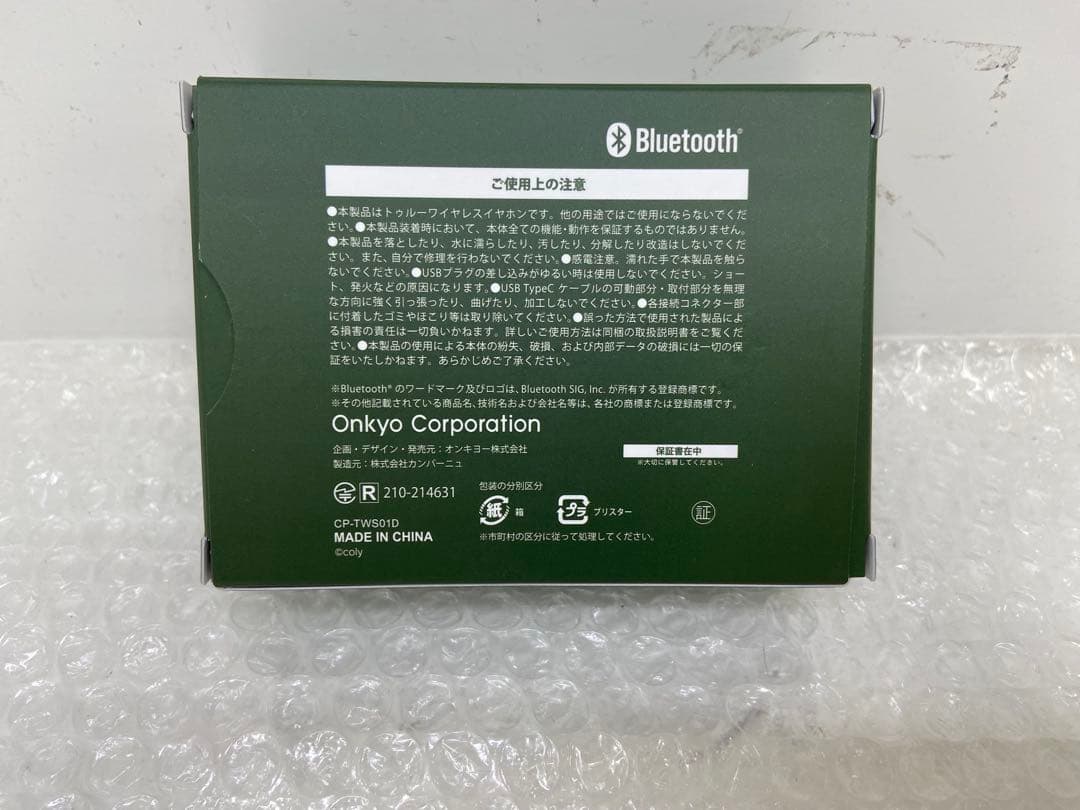 Bluetooth®
ご使用上の注意
●本製品はトゥルーワイヤレスイヤホンです。他の用途ではご使用にならないでくだ
さい。●本製品装着時において、本体全ての機能・動作を保証するものではありません。
●本製品を落としたり、水に濡らしたり、汚したり、分解したり改造はしないでくだ
さい。また、自分で修理を行わないでください。●感電注意。濡れた手で本製品を触ら
ないでください。●USBプラグの差し込みがゆるい時は使用しないでください。ショー
ト、発火などの原因になります。●USB TypeC ケーブルの可動部分・取付部分を無理
な方向に強く引っ張ったり、曲げたり、加工しないでください。●各接続コネクター部
に付着したゴミやほこり等は取り除いてください。●誤った方法で使用された製品によ
る損害の責任は一切負いかねます。詳しいご使用方法は同梱の取扱説明書をご覧くだ
さい。●本製品の使用による本体の紛失、破損、および内部データの破損には一切の保
証をいたしかねます。あらかじめご了承ください。
※Bluetooth® のワードマーク及びロゴは、Bluetooth SIG, Inc. が所有する登録商標です。
※その他記載されている商品名、技術名および会社名等は、各社の商標または登録商標です。
Onkyo Corporation
企画・デザイン・発売元：オンキヨー株式会社
製造元：株式会社カンパーニュ
保証書在中
※大切に保管してください。
R 210-214631
包装の分別区分
紙 箱 プラ ブリスター
証
CP-TWS01D
MADE IN CHINA
※市町村の区分に従って処理してください。
©coly